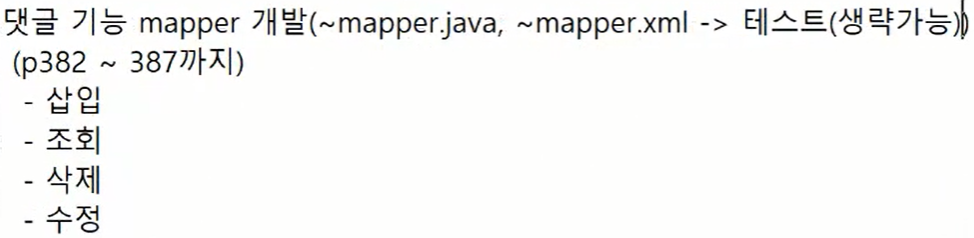 댓글 기능 mapper 개발(~mapper.java, ~mapper.xml -> 테스트(생략가능))
(p382 ~ 387까지)
- 삽입
- 조회
- 삭제
- 수정